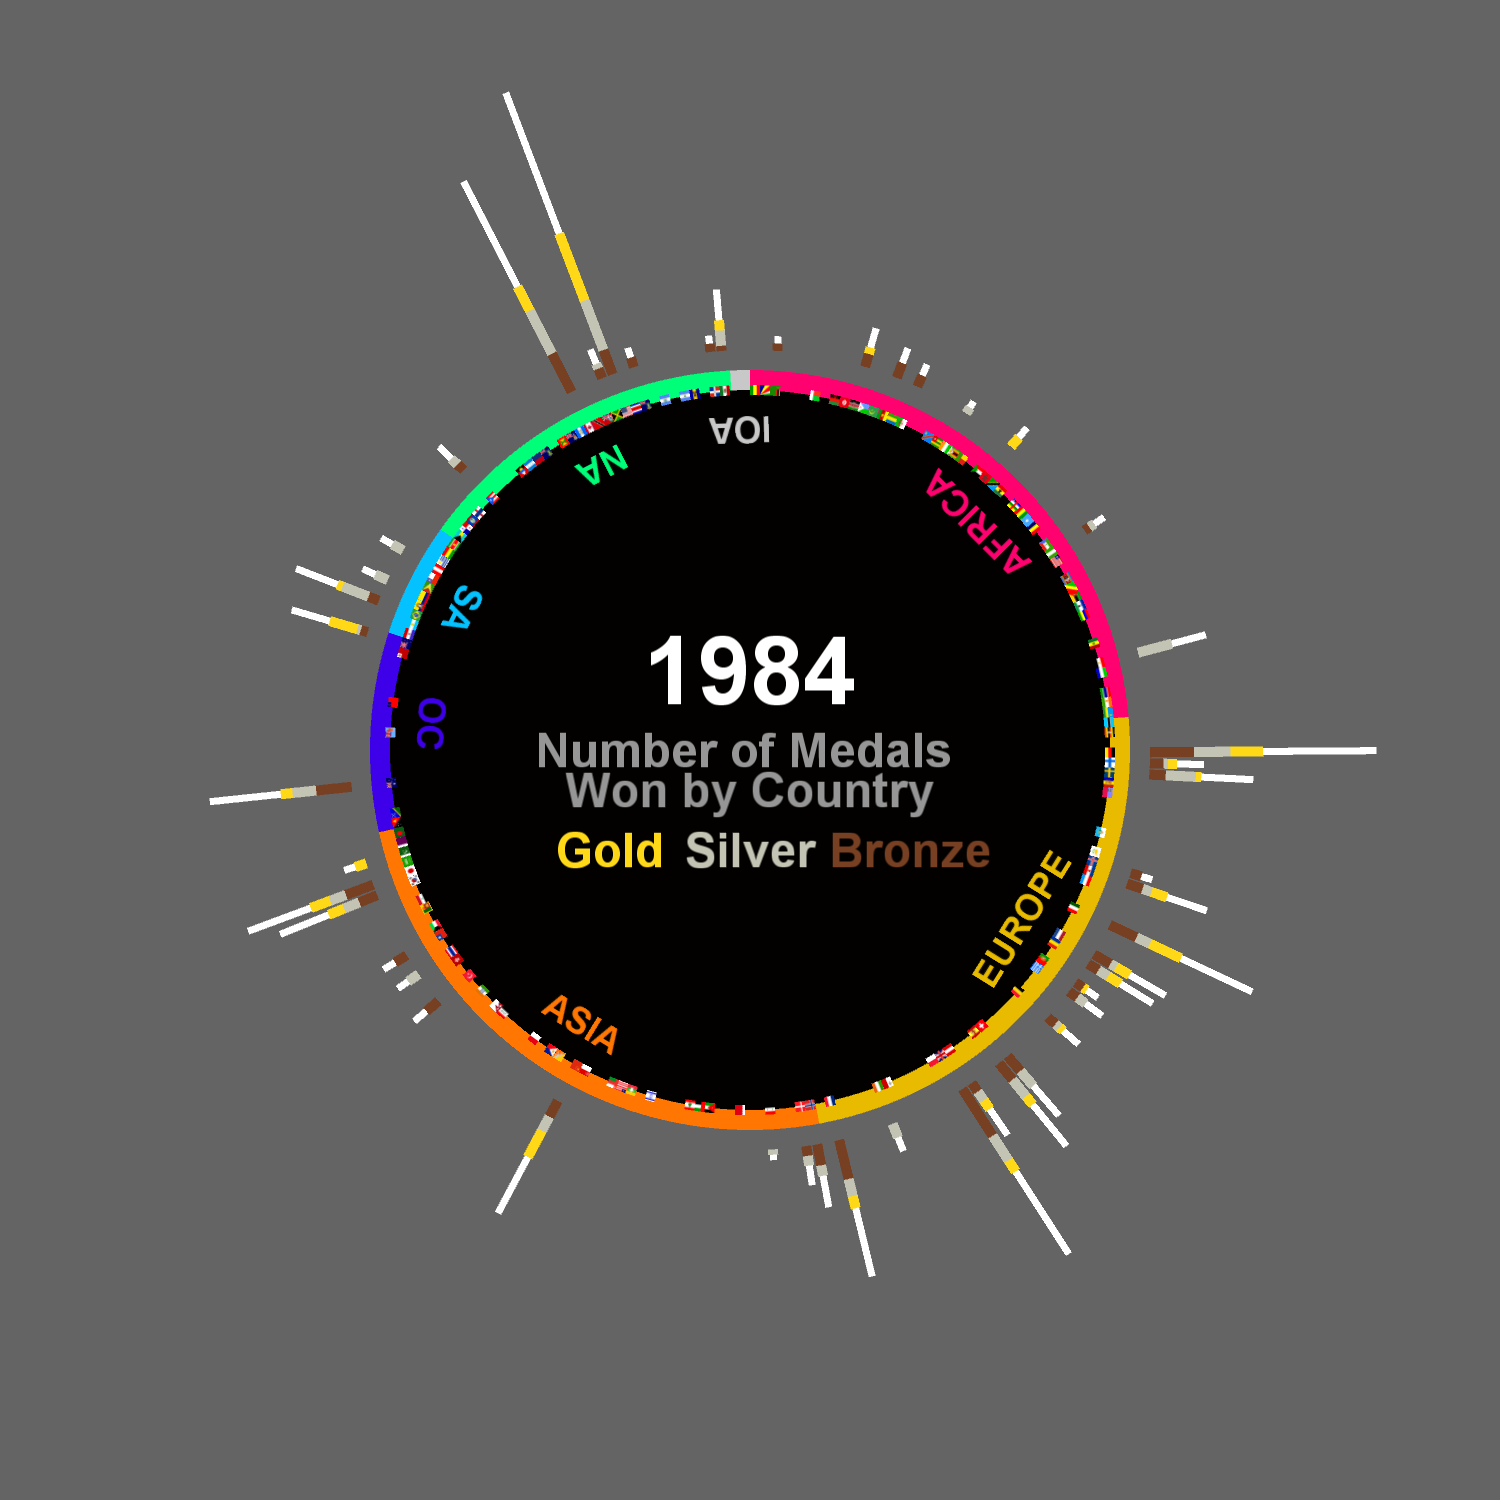 IOA
NA
AFRICA
SA
1984
OC
Number of Medals
Won by Country
Gold Silver Bronze
EUROPE
ASIA